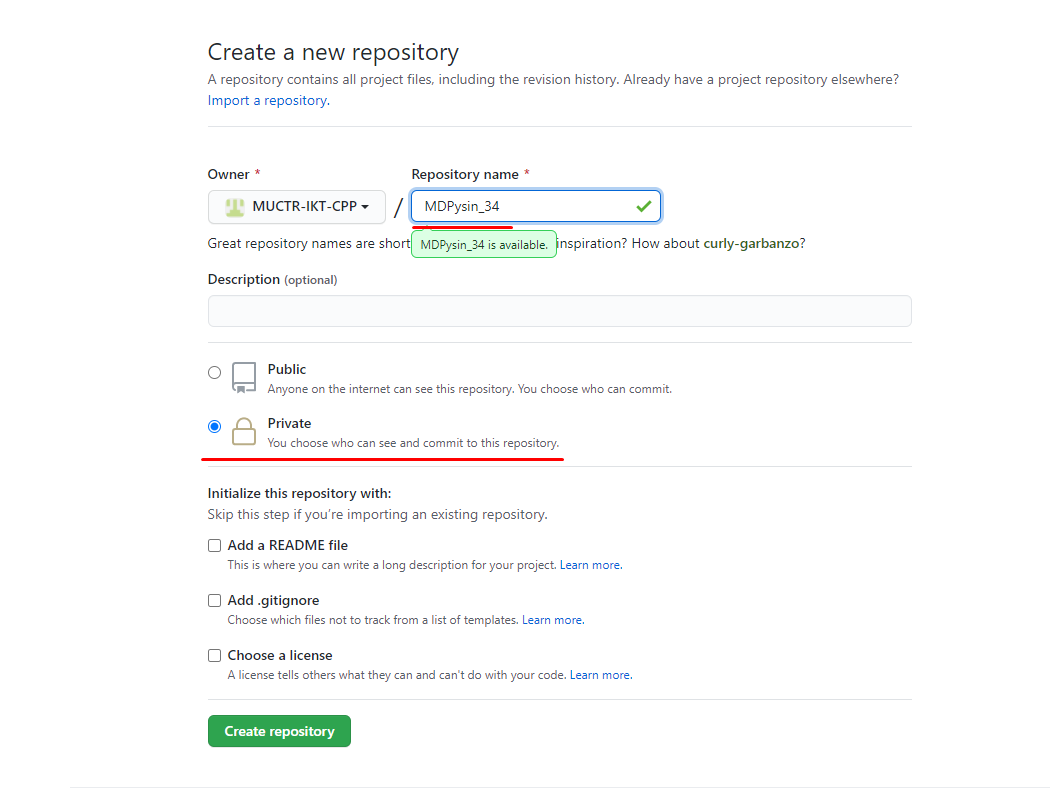 Create a new repository
A repository contains all project files, including the revision history. Already have a project repository elsewhere?
Import a repository.
Owner * Repository name *
MUCTR-IKT-CPP / MDPysin_34
Great repository names are short MDPysin_34 is available. inspiration? How about curly-garbanzo?
Description (optional)
Public
Anyone on the internet can see this repository. You choose who can commit.
Private
You choose who can see and commit to this repository.
Initialize this repository with:
Skip this step if you're importing an existing repository.
Add a README file
This is where you can write a long description for your project. Learn more.
Add .gitignore
Choose which files not to track from a list of templates. Learn more.
Choose a license
A license tells others what they can and can't do with your code. Learn more.
Create repository